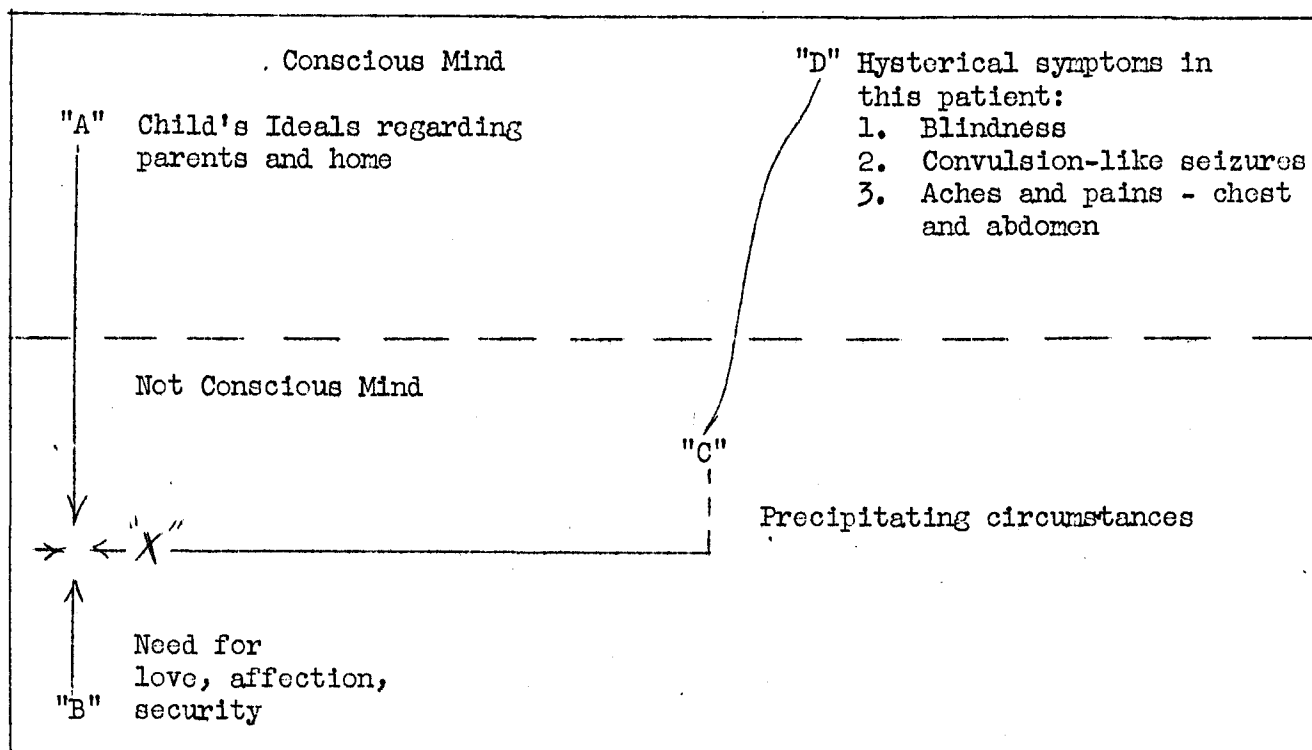 Conscious Mind
"A" Child's Ideals regarding
parents and home
"D" Hysterical symptoms in
this patient:
1. Blindness
2. Convulsion-like seizures
3. Aches and pains - chest
and abdomen
Not Conscious Mind
"C"
Precipitating circumstances
"X"
Need for
love, affection,
"B" security